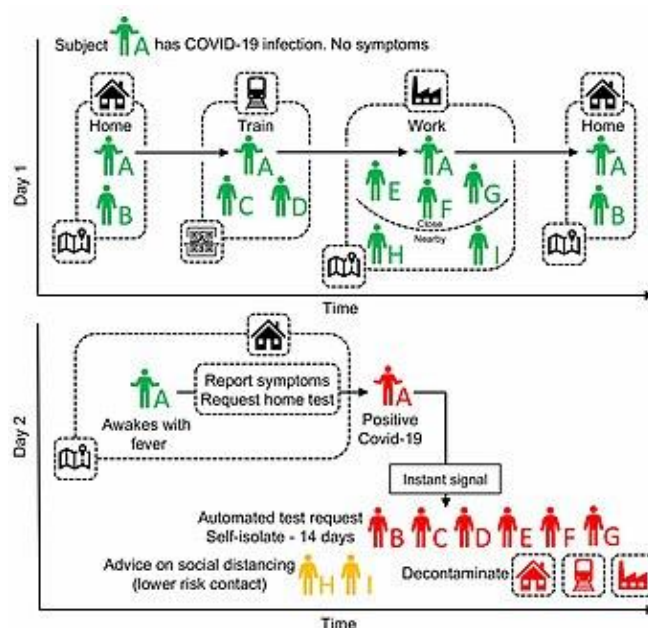 Subject A has COVID-19 infection. No symptoms
Home
Train
Work
Home
A
A
A
A
B
C
D
E
F
G
B
Close
Nearby
H
I
Day 1
Time
A
Report symptoms
Request home test
A
Awakes with
fever
Positive
Covid-19
Day 2
Instant signal
Automated test request
Self-isolate - 14 days
B C D E F G
Advice on social distancing
(lower risk contact)
H I
Decontaminate
Time